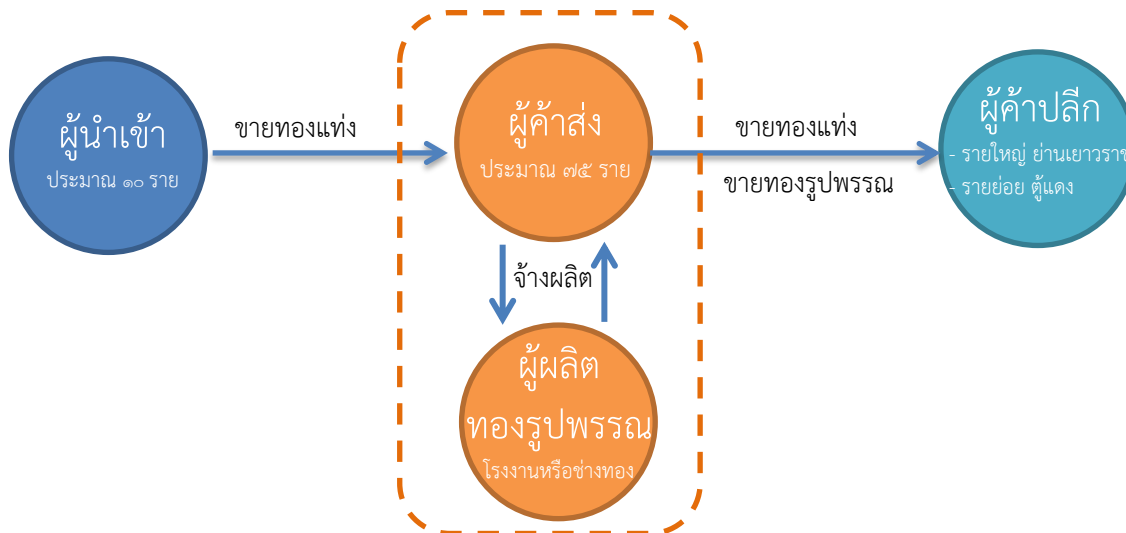 ผู้นำเข้า
ประมาณ ๑๐ ราย
ขายทองแท่ง
ผู้ค้าส่ง
ประมาณ ๗๕ ราย
ขายทองแท่ง
ขายทองรูปพรรณ
ผู้ค้าปลีก
- รายใหญ่ ย่านเยาวราช
- รายย่อย ตู้แดง
จ้างผลิต
ผู้ผลิต
ทองรูปพรรณ
โรงงานหรือช่างทอง